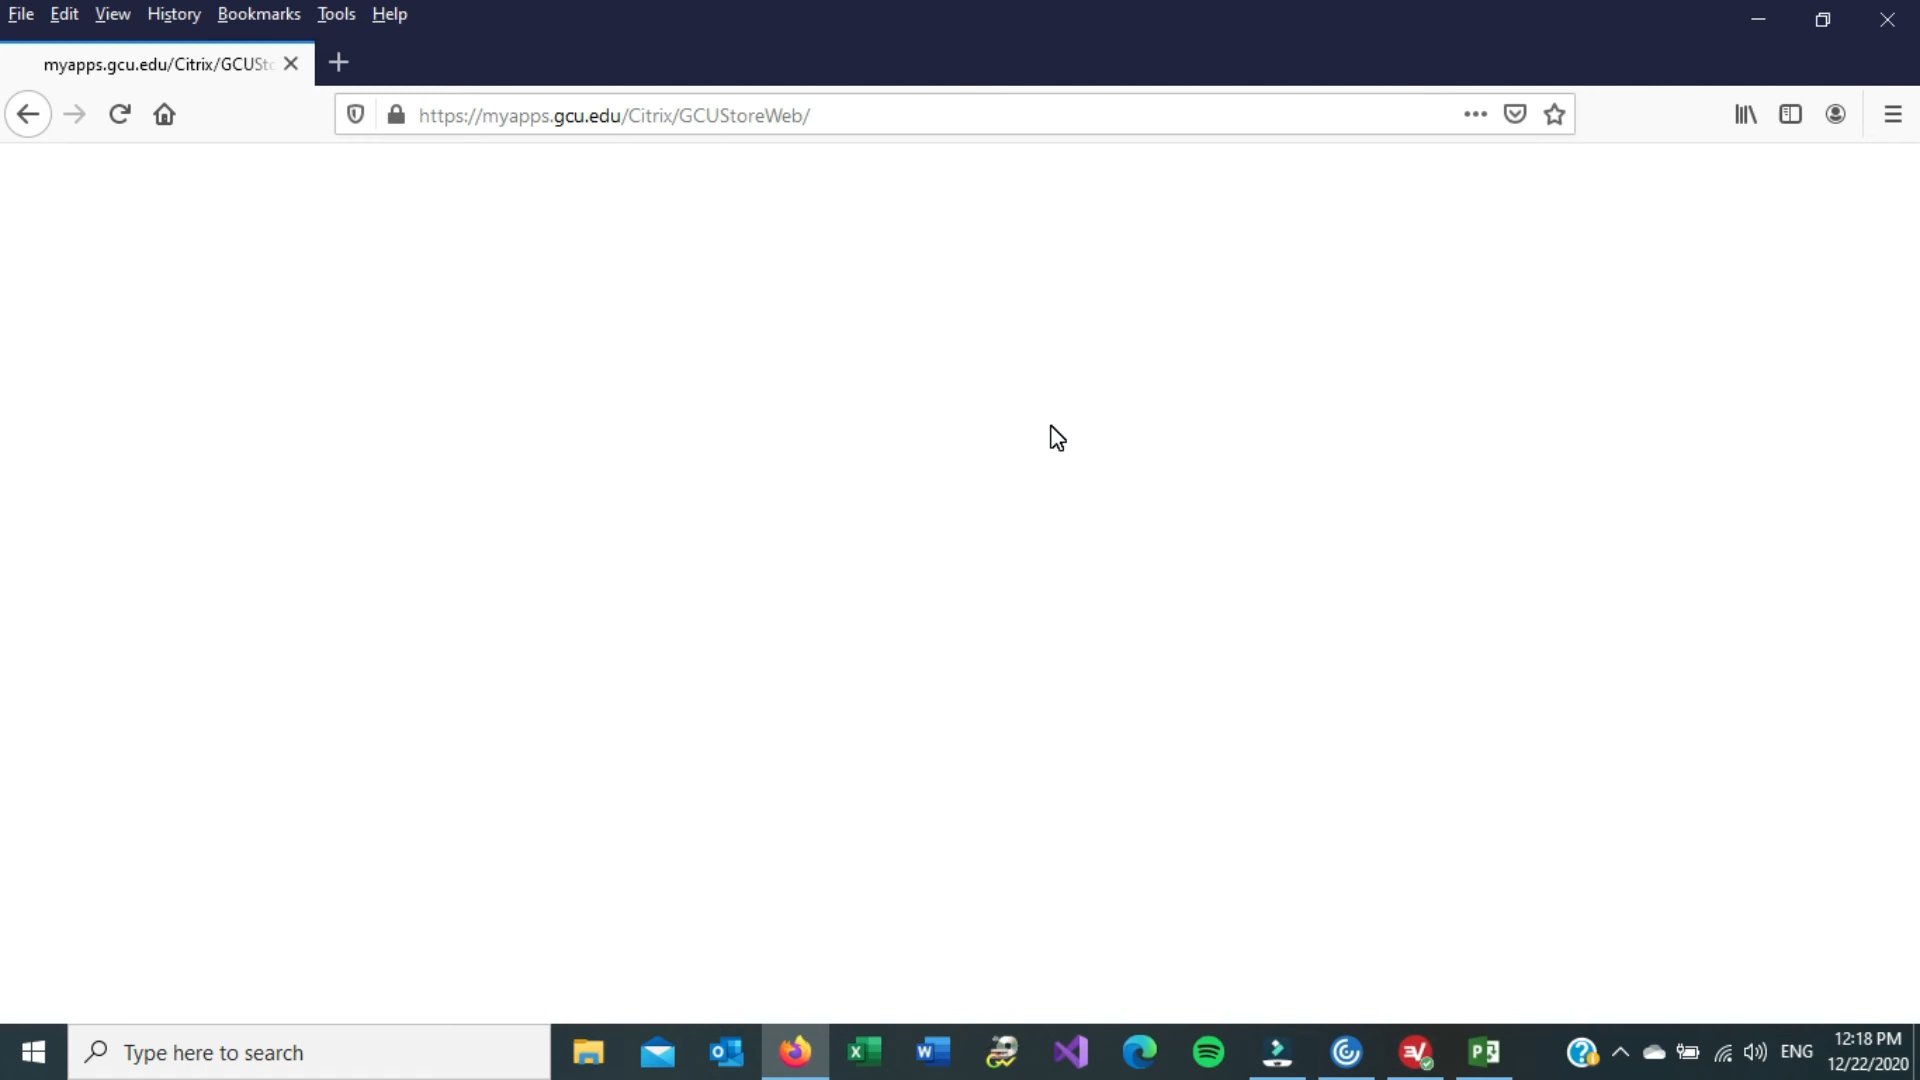 File Edit View History Bookmarks Tools Help
myapps.gcu.edu/Citrix/GCUSto
https://myapps.gcu.edu/Citrix/GCUStoreWeb/
Type here to search
ENG
12:18 PM
12/22/2020